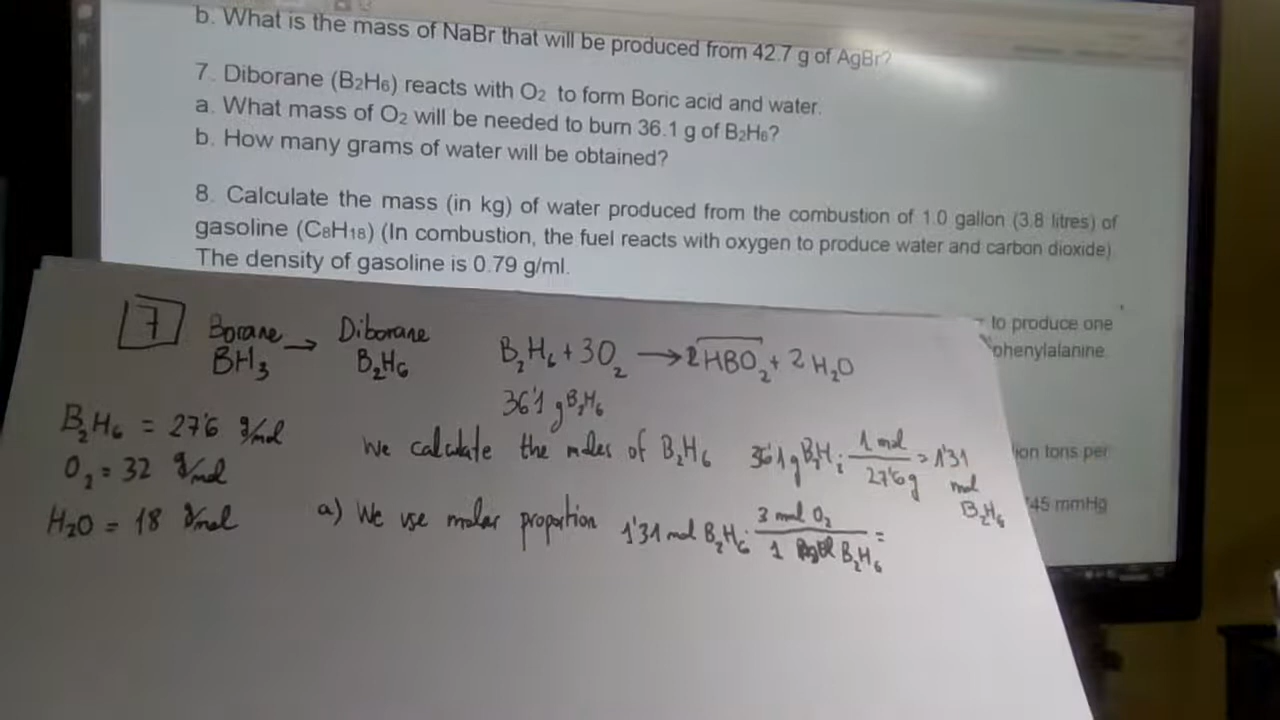 b. What is the mass of NaBr that will be produced from 42.7 g of AgBr?
7. Diborane (B₂H₆) reacts with O₂ to form Boric acid and water.
a. What mass of O₂ will be needed to burn 36.1 g of B₂H₆?
b. How many grams of water will be obtained?
8. Calculate the mass (in kg) of water produced from the combustion of 1.0 gallon (3.8 litres) of
gasoline (C₈H₁₈) (In combustion, the fuel reacts with oxygen to produce water and carbon dioxide)
The density of gasoline is 0.79 g/ml.
to produce one
phenylalanine.
ion tons per
745 mmHg
7 Borane → Diborane
BH₃ B₂H₆
B₂H₆ + 3O₂ → 2HBO₂ + 2H₂O
36'1 g B₂H₆
B₂H₆ = 27'6 g/mol
O₂ = 32 g/mol
H₂O = 18 g/mol
We calculate the moles of B₂H₆ 36'1 g B₂H₆ · 1 mol / 27'6 g = 1'31 mol B₂H₆
a) We use molar proportion 1'31 mol B₂H₆ · 3 mol O₂ / 1 B₂H₆ =